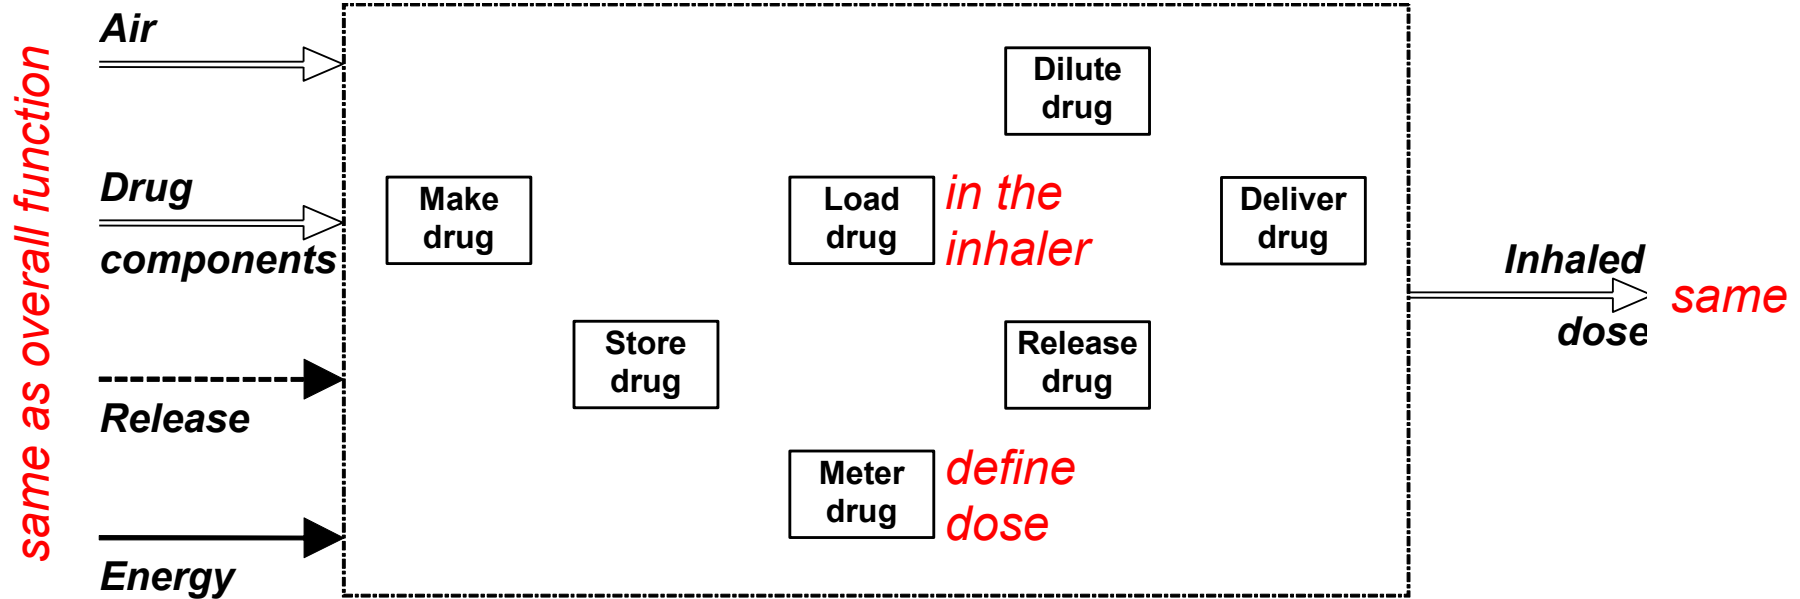 same as overall function
Air
Drug
components
Release
Energy
Make
drug
Store
drug
Load
drug
in the
inhaler
Meter
drug
define
dose
Dilute
drug
Release
drug
Deliver
drug
Inhaled
dose
same